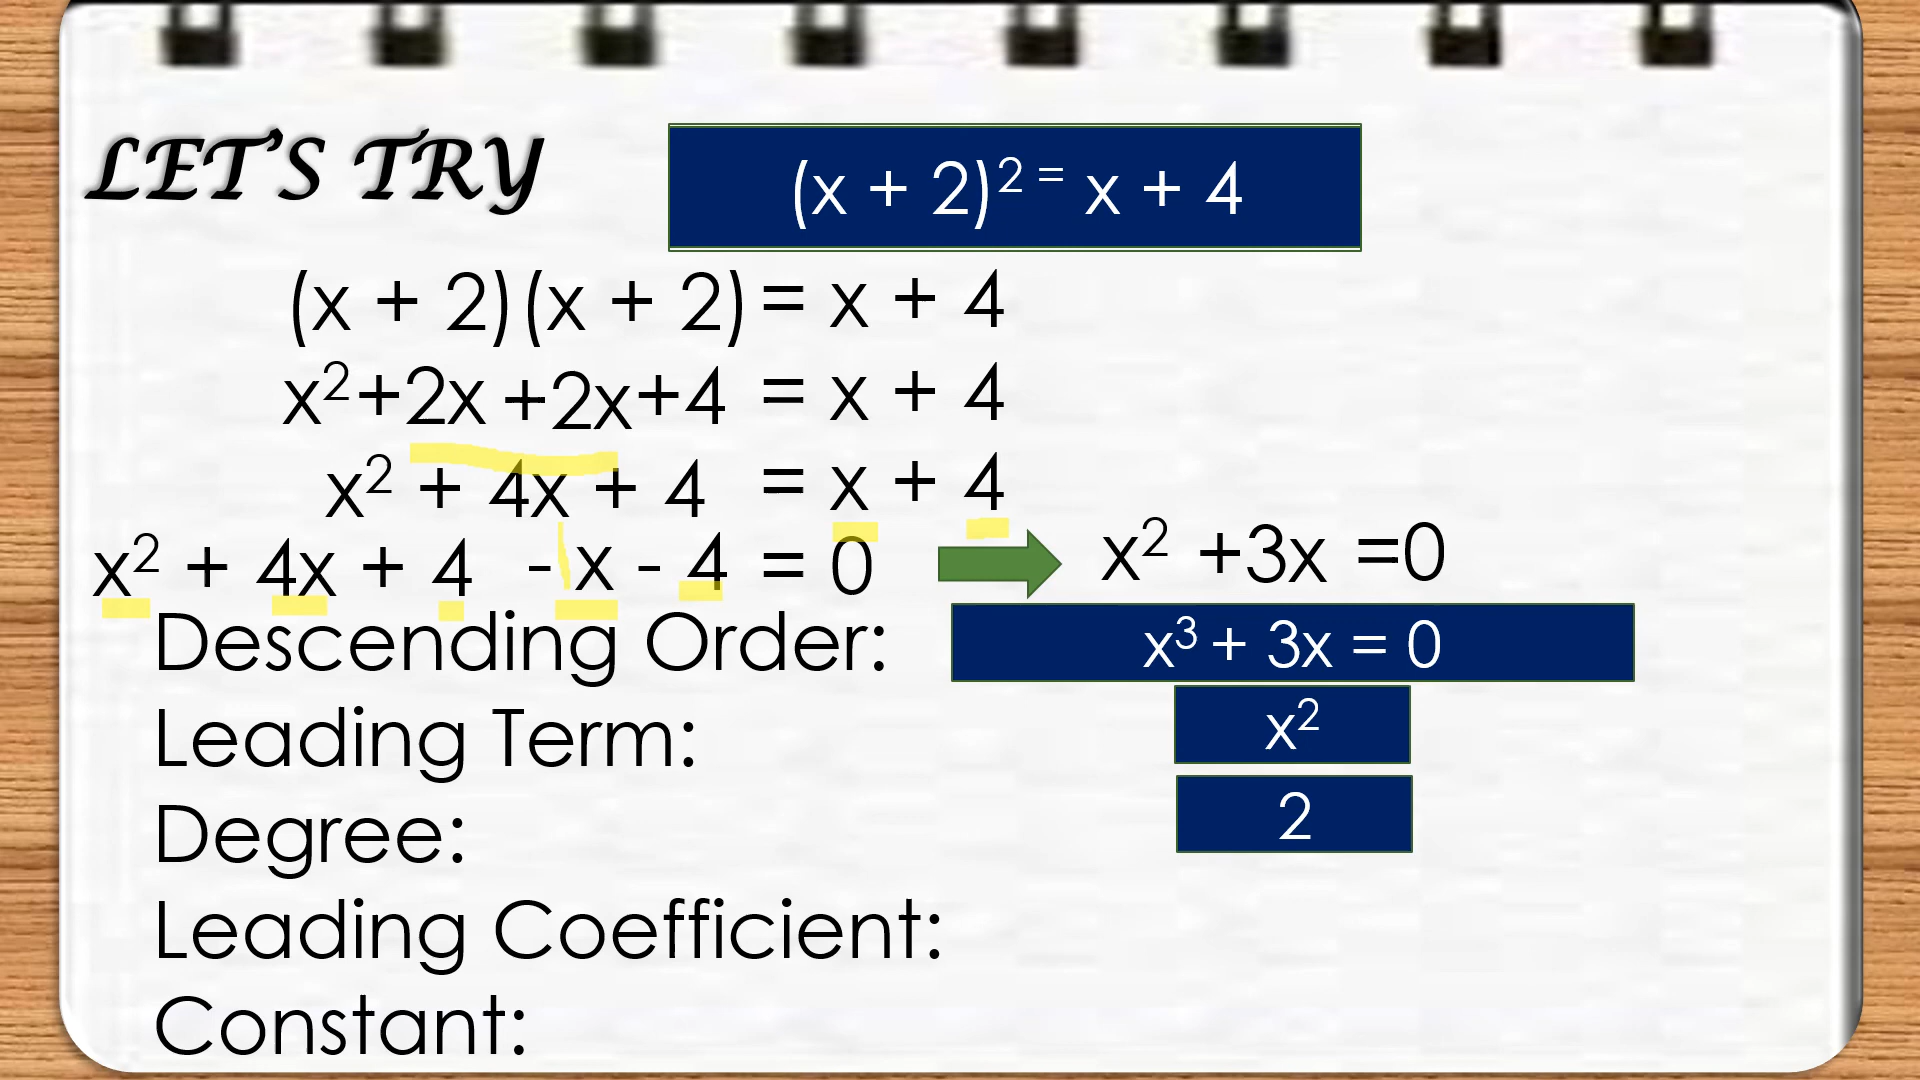 LET'S TRY
(x + 2)² = x + 4
(x + 2)(x + 2) = x + 4
x²+2x +2x+4 = x + 4
x² + 4x + 4 = x + 4
x² + 4x + 4 - x - 4 = 0 x² +3x =0
Descending Order: x³ + 3x = 0
Leading Term: x²
Degree: 2
Leading Coefficient:
Constant: